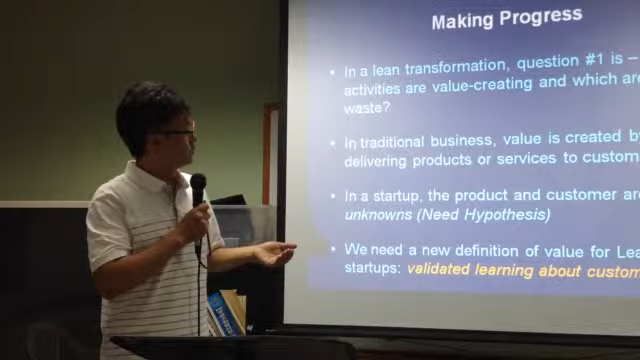 Making Progress
• In a lean transformation, question #1 is –
activities are value-creating and which are
waste?
• In traditional business, value is created by
delivering products or services to custom
• In a startup, the product and customer are
unknowns (Need Hypothesis)
• We need a new definition of value for Lea
startups: validated learning about custom